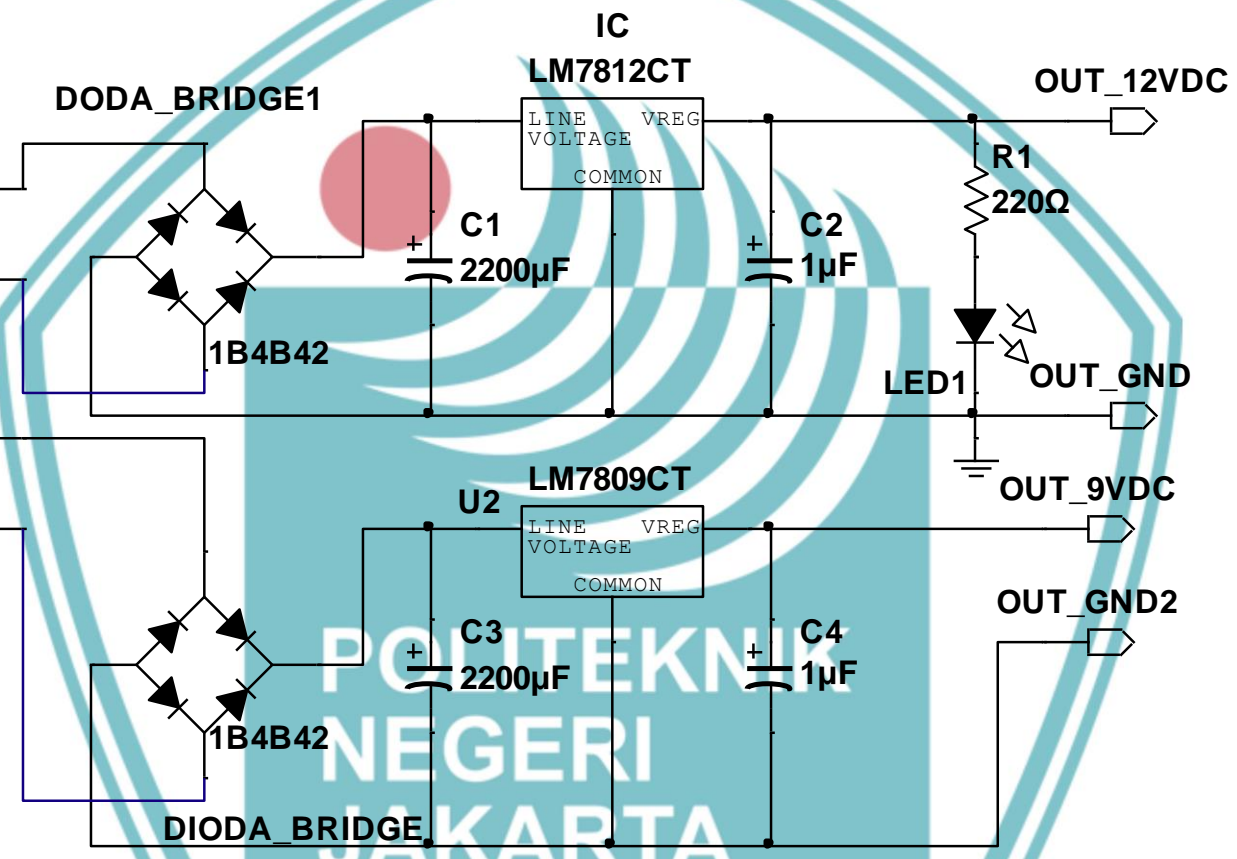 IC
LM7812CT
OUT_12VDC
DODA_BRIDGE1
LINE VREG
VOLTAGE
COMMON
R1
220Ω
C1
2200µF
C2
1µF
+
+
1B4B42
LED1
OUT_GND
LM7809CT
U2
OUT_9VDC
LINE VREG
VOLTAGE
COMMON
OUT_GND2
C3
2200µF
C4
1µF
+
+
1B4B42
DIODA_BRIDGE
POLITEKNIK
NEGERI
JAKARTA